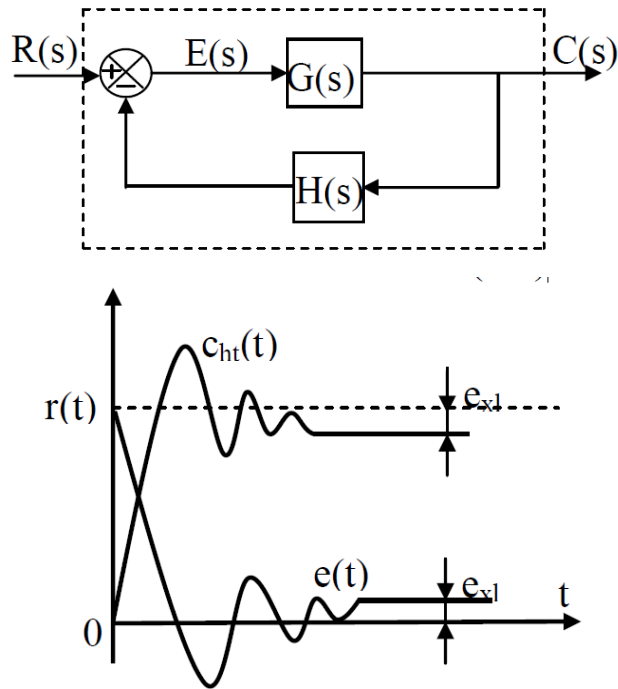 R(s)
+
−
E(s)
G(s)
C(s)
H(s)
c_ht(t)
r(t)
e_xl
e(t)
e_xl
t
0